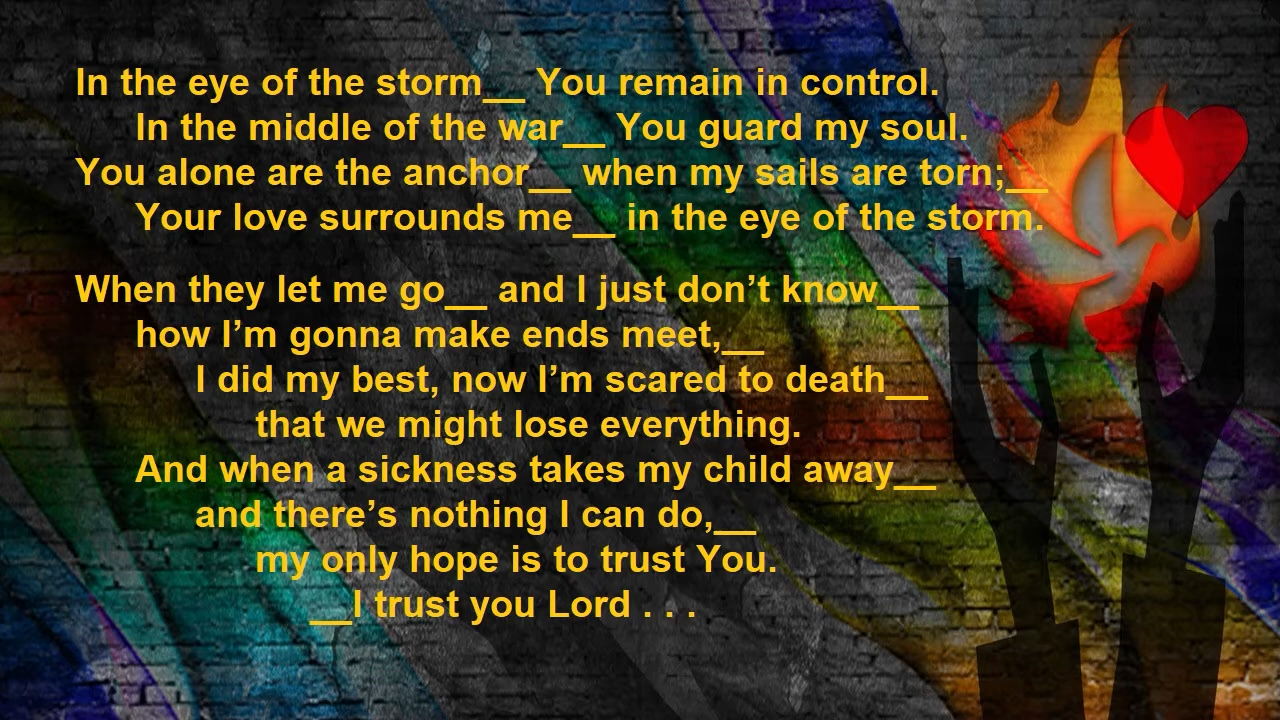 In the eye of the storm__ You remain in control.
In the middle of the war__ You guard my soul.
You alone are the anchor__ when my sails are torn;__
Your love surrounds me__ in the eye of the storm.
When they let me go__ and I just don’t know__
how I’m gonna make ends meet,__
I did my best, now I’m scared to death__
that we might lose everything.
And when a sickness takes my child away__
and there’s nothing I can do,__
my only hope is to trust You.
__I trust you Lord . . .